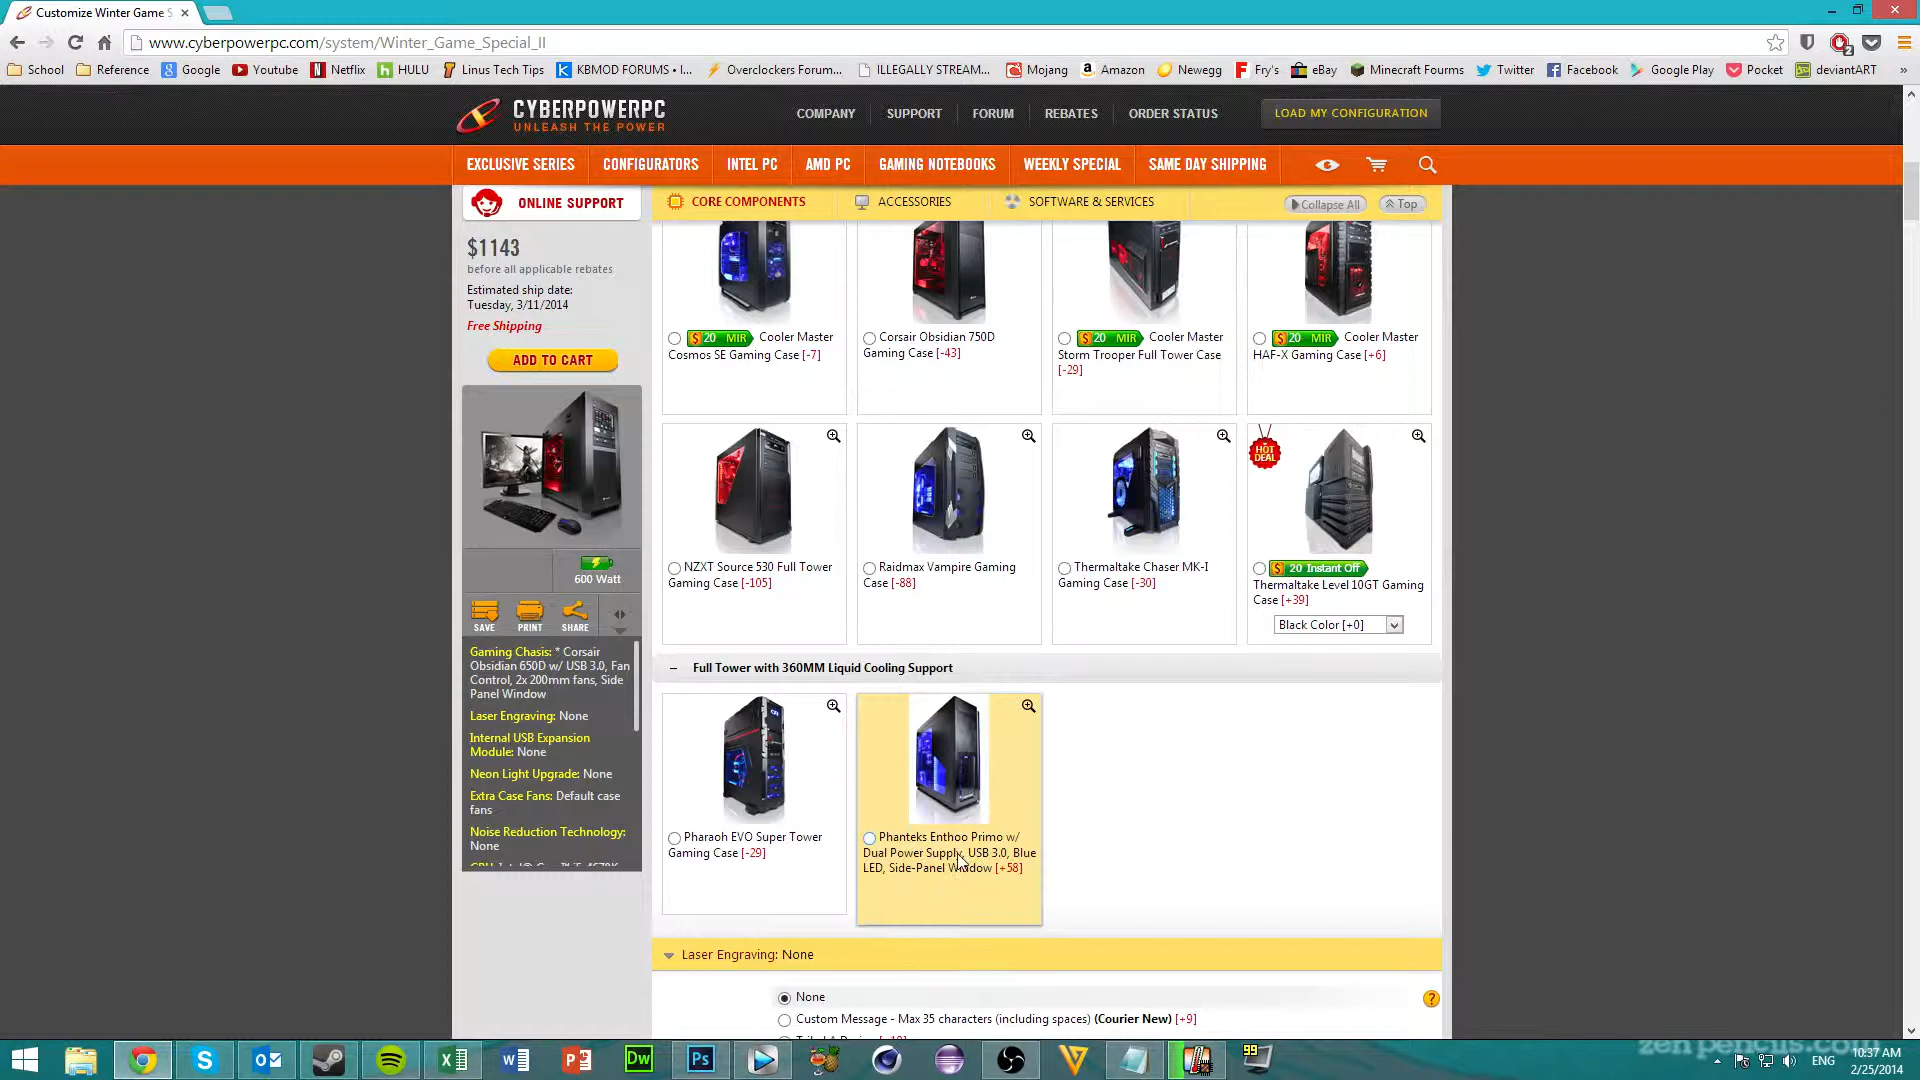 Customize Winter Game S
www.cyberpowerpc.com/system/Winter_Game_Special_II
School
Reference
Google
Youtube
Netflix
HULU
Linus Tech Tips
KBMOD FORUMS • I...
Overclockers Forum...
ILLEGALLY STREAM...
Mojang
Amazon
Newegg
Fry's
eBay
Minecraft Fourms
Twitter
Facebook
Google Play
Pocket
deviantART
»
CYBERPOWERPC
UNLEASH THE POWER
COMPANY
SUPPORT
FORUM
REBATES
ORDER STATUS
LOAD MY CONFIGURATION
EXCLUSIVE SERIES
CONFIGURATORS
INTEL PC
AMD PC
GAMING NOTEBOOKS
WEEKLY SPECIAL
SAME DAY SHIPPING
ONLINE SUPPORT
CORE COMPONENTS
ACCESSORIES
SOFTWARE & SERVICES
Collapse All
Top
$1143
before all applicable rebates
Estimated ship date:
Tuesday, 3/11/2014
Free Shipping
ADD TO CART
600 Watt
SAVE
PRINT
SHARE
Gaming Chasis: * Corsair
Obsidian 650D w/ USB 3.0, Fan
Control, 2x 200mm fans, Side
Panel Window
Laser Engraving: None
Internal USB Expansion
Module: None
Neon Light Upgrade: None
Extra Case Fans: Default case
fans
Noise Reduction Technology:
None
$ 20 MIR Cooler Master
Cosmos SE Gaming Case [-7]
Corsair Obsidian 750D
Gaming Case [-43]
$ 20 MIR Cooler Master
Storm Trooper Full Tower Case
[-29]
$ 20 MIR Cooler Master
HAF-X Gaming Case [+6]
NZXT Source 530 Full Tower
Gaming Case [-105]
Raidmax Vampire Gaming
Case [-88]
Thermaltake Chaser MK-I
Gaming Case [-30]
HOT
DEAL
$ 20 Instant Off
Thermaltake Level 10GT Gaming
Case [+39]
Black Color [+0]
Full Tower with 360MM Liquid Cooling Support
Pharaoh EVO Super Tower
Gaming Case [-29]
Phanteks Enthoo Primo w/
Dual Power Supply, USB 3.0, Blue
LED, Side-Panel Window [+58]
Laser Engraving: None
None
Custom Message - Max 35 characters (including spaces) (Courier New) [+9]
zen pencils.com
ENG
10:37 AM
2/25/2014
Dw
Ps
99